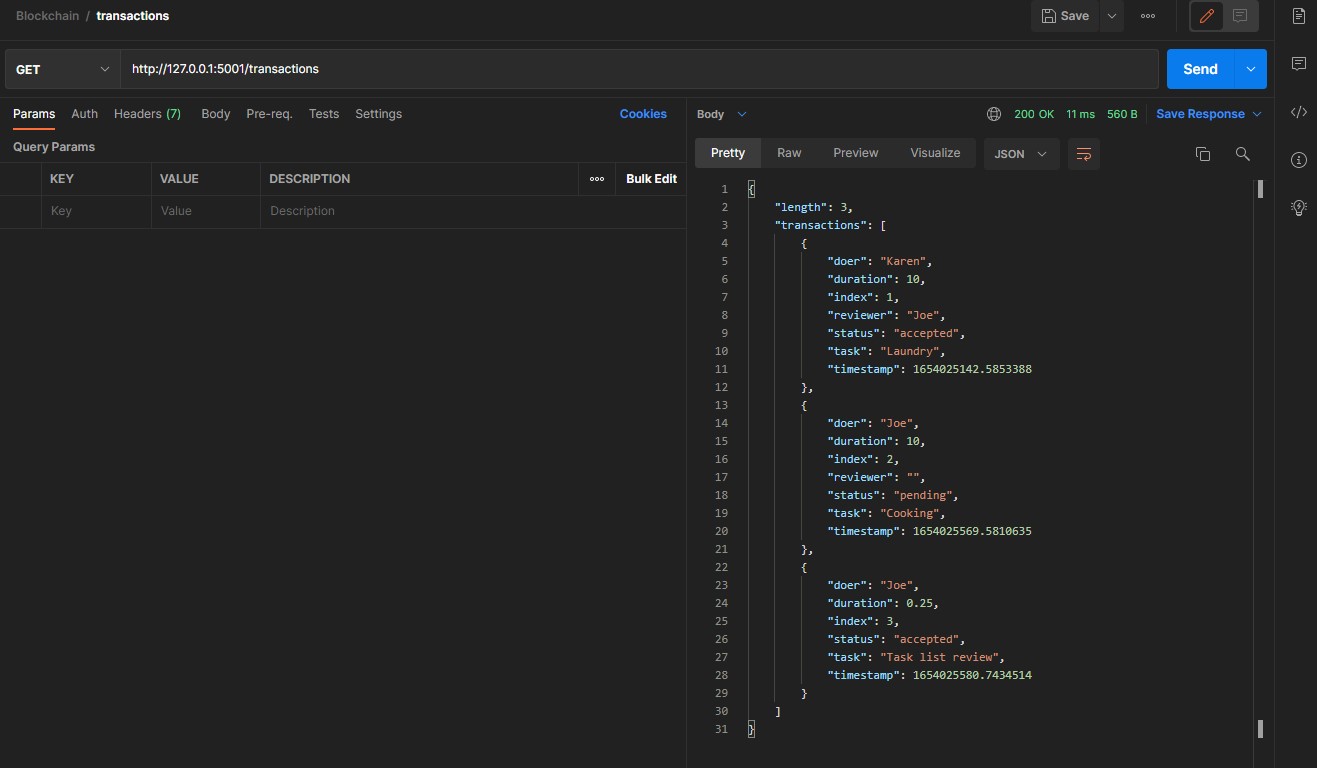 Blockchain / transactions
Save
GET http://127.0.0.1:5001/transactions Send
Params Auth Headers (7) Body Pre-req. Tests Settings Cookies
Query Params
KEY VALUE DESCRIPTION Bulk Edit
Key Value Description
Body 200 OK 11 ms 560 B Save Response
Pretty Raw Preview Visualize JSON
1 {
2 "length": 3,
3 "transactions": [
4 {
5 "doer": "Karen",
6 "duration": 10,
7 "index": 1,
8 "reviewer": "Joe",
9 "status": "accepted",
10 "task": "Laundry",
11 "timestamp": 1654025142.5853388
12 },
13 {
14 "doer": "Joe",
15 "duration": 10,
16 "index": 2,
17 "reviewer": "",
18 "status": "pending",
19 "task": "Cooking",
20 "timestamp": 1654025569.5810635
21 },
22 {
23 "doer": "Joe",
24 "duration": 0.25,
25 "index": 3,
26 "status": "accepted",
27 "task": "Task list review",
28 "timestamp": 1654025580.7434514
29 }
30 ]
31 }